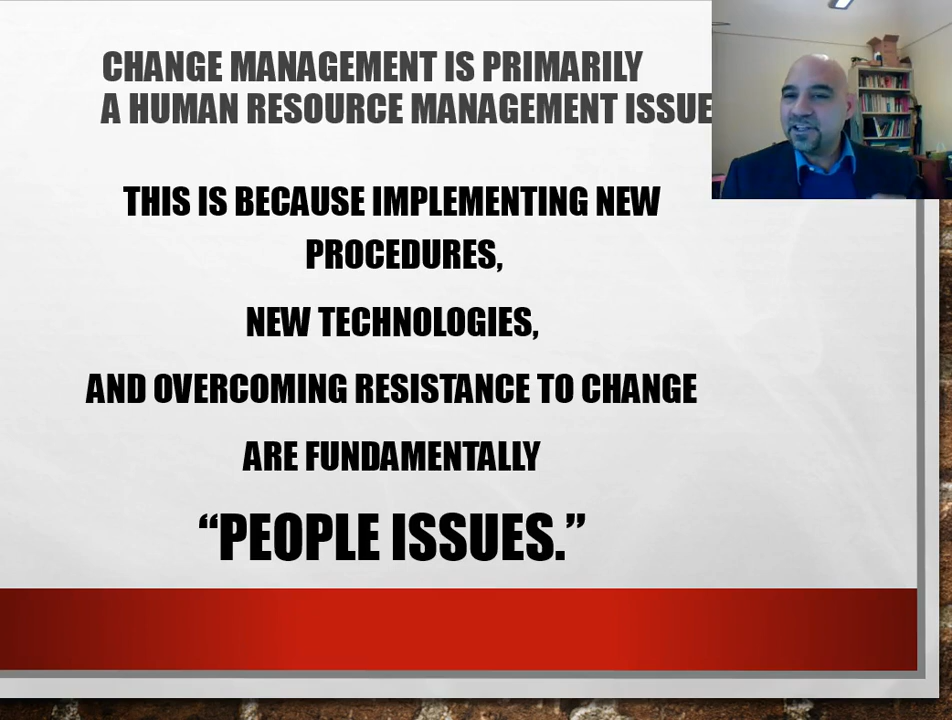 CHANGE MANAGEMENT IS PRIMARILY
A HUMAN RESOURCE MANAGEMENT ISSUE
THIS IS BECAUSE IMPLEMENTING NEW
PROCEDURES,
NEW TECHNOLOGIES,
AND OVERCOMING RESISTANCE TO CHANGE
ARE FUNDAMENTALLY
“PEOPLE ISSUES.”